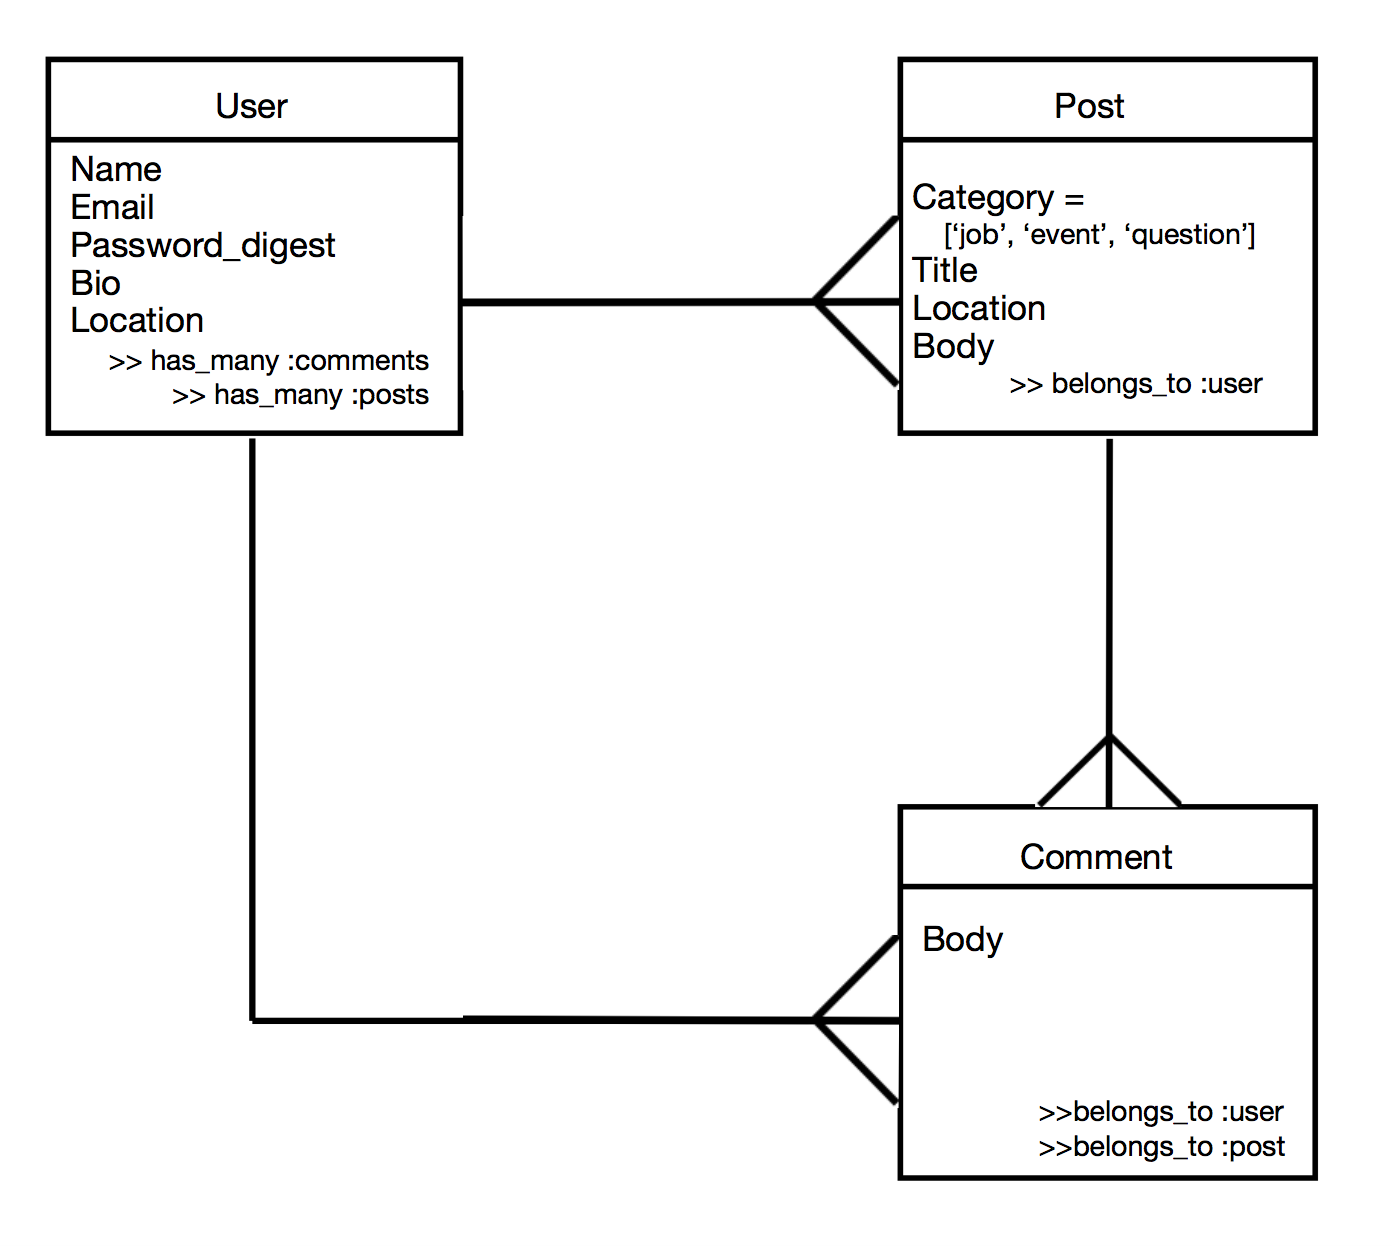 User
Name
Email
Password_digest
Bio
Location
>> has_many :comments
>> has_many :posts
Post
Category =
[‘job’, ‘event’, ‘question’]
Title
Location
Body
>> belongs_to :user
Comment
Body
>>belongs_to :user
>>belongs_to :post